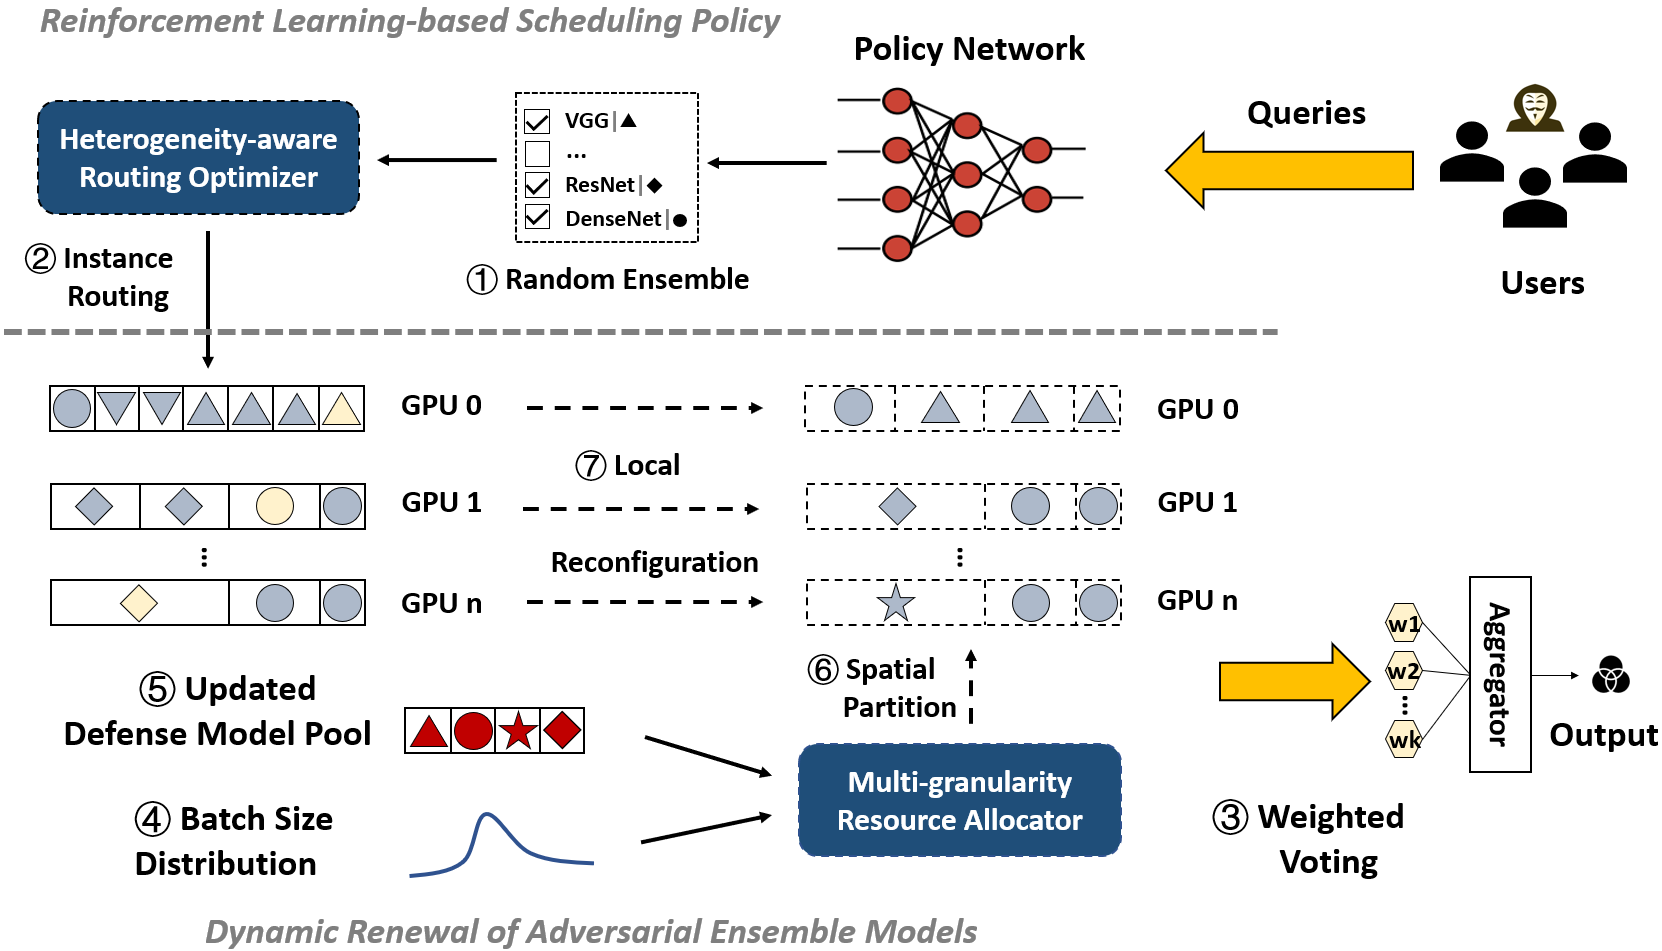 Reinforcement Learning-based Scheduling Policy
Policy Network
Queries
Users
Heterogeneity-aware
Routing Optimizer
VGG|▲
...
ResNet|◆
DenseNet|●
① Random Ensemble
② Instance
Routing
GPU 0
GPU 0
⑦ Local
GPU 1
GPU 1
Reconfiguration
GPU n
GPU n
⑥ Spatial
Partition
⑤ Updated
Defense Model Pool
Multi-granularity
Resource Allocator
④ Batch Size
Distribution
w1
w2
...
wk
Aggregator
Output
③ Weighted
Voting
Dynamic Renewal of Adversarial Ensemble Models